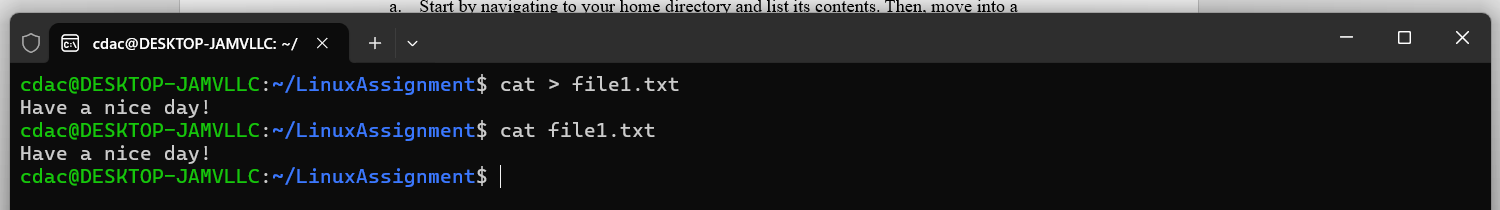 a. Start by navigating to your home directory and list its contents. Then, move into a
cdac@DESKTOP-JAMVLLC: ~/
cdac@DESKTOP-JAMVLLC:~/LinuxAssignment$ cat > file1.txt
Have a nice day!
cdac@DESKTOP-JAMVLLC:~/LinuxAssignment$ cat file1.txt
Have a nice day!
cdac@DESKTOP-JAMVLLC:~/LinuxAssignment$